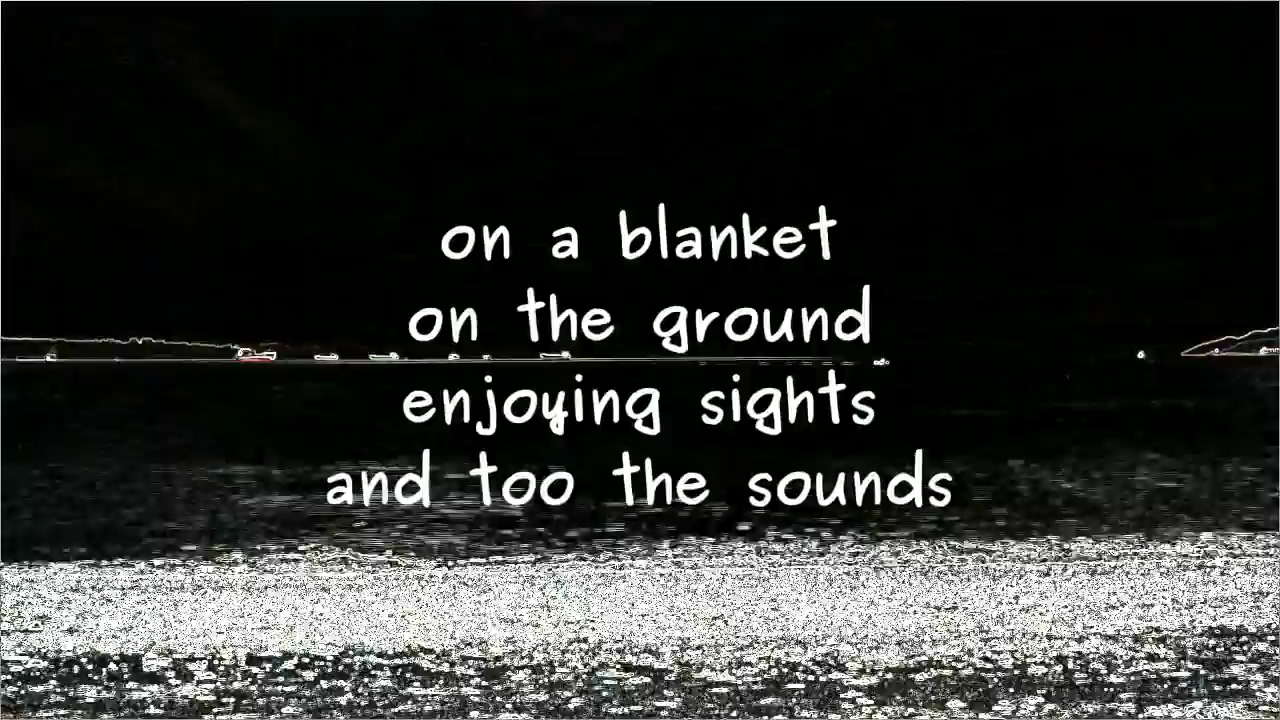 on a blanket
on the ground
enjoying sights
and too the sounds